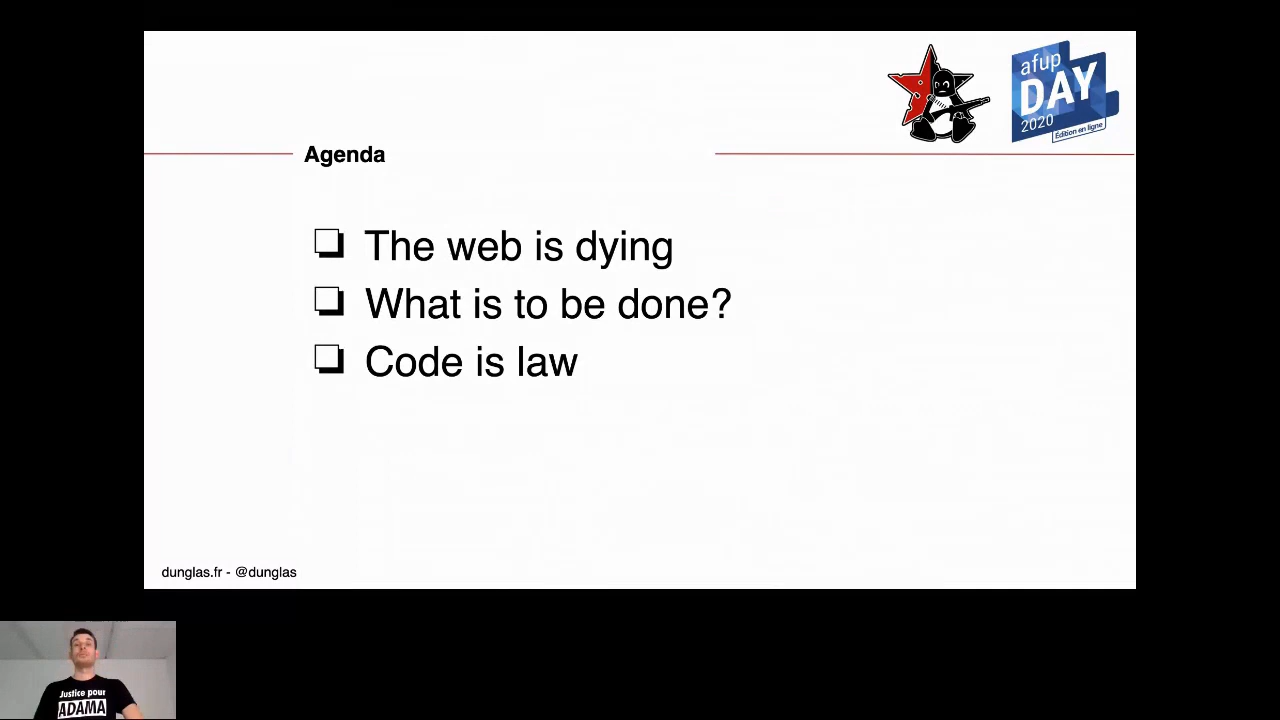 afup
DAY
2020
Édition en ligne
Agenda
The web is dying
What is to be done?
Code is law
dunglas.fr - @dunglas
Justice pour
ADAMA